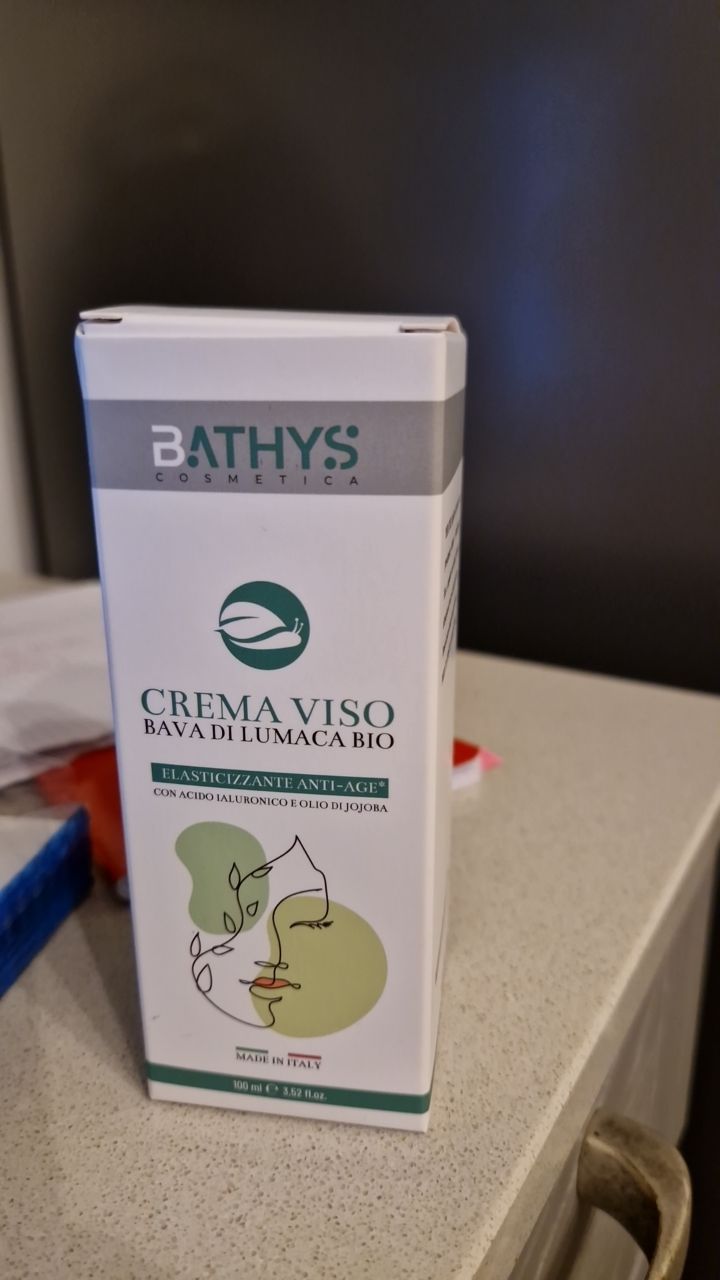 BATHYS
COSMETICA
CREMA VISO
BAVA DI LUMACA BIO
ELASTICIZZANTE ANTI-AGE*
CON ACIDO IALURONICO E OLIO DI JOJOBA
MADE IN ITALY
100 ml ℮ 3,52 fl.oz.